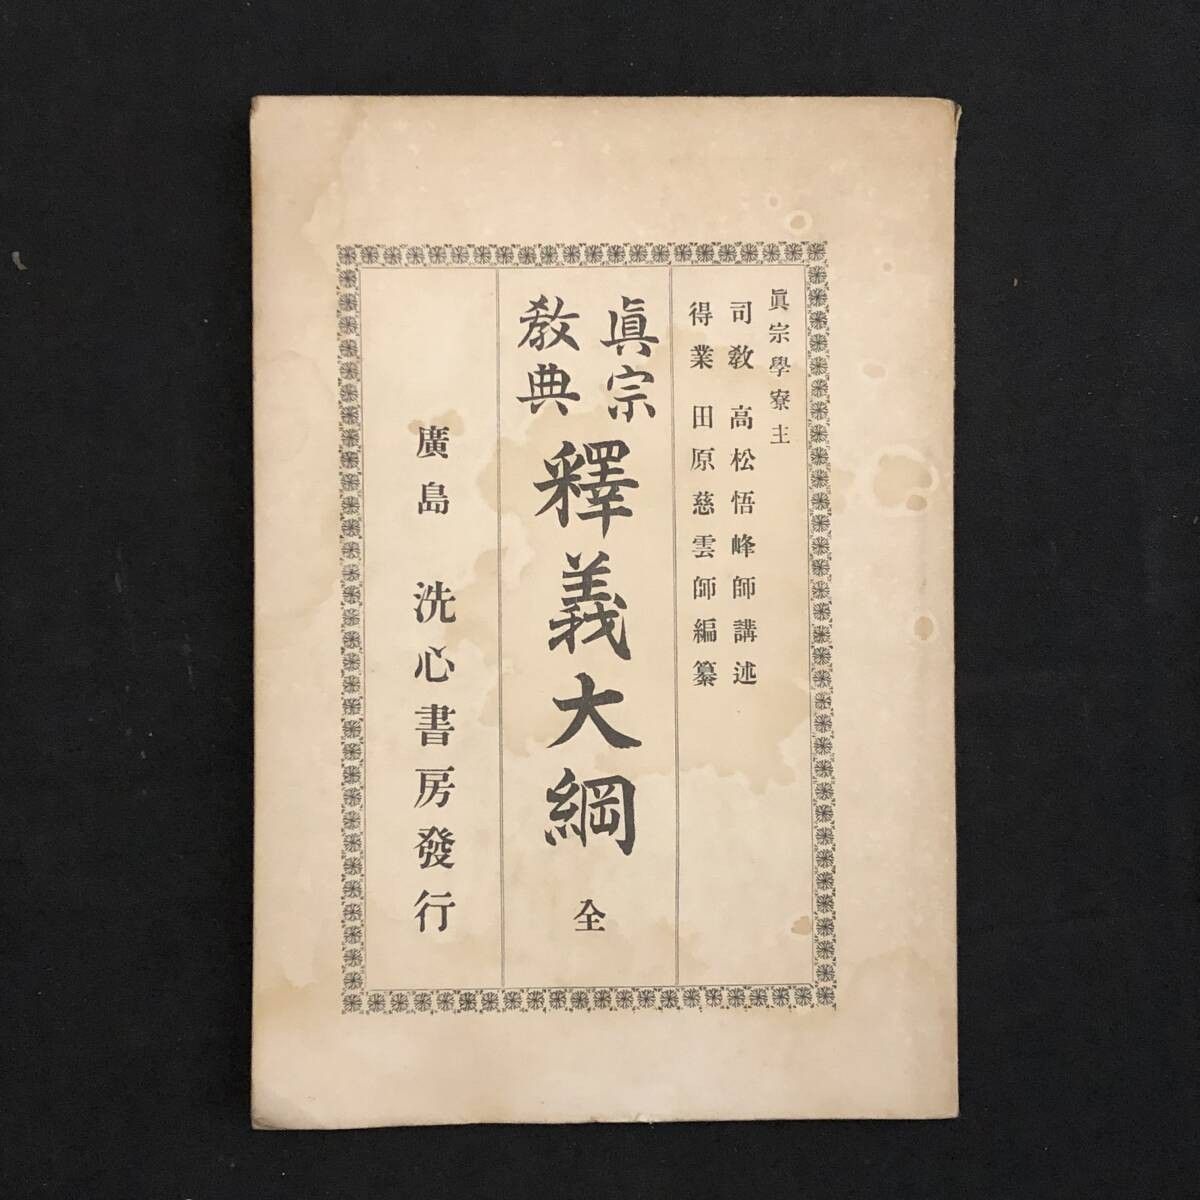 眞宗學寮主
司敎 高松悟峰師講述
得業 田原慈雲師編纂
眞宗
敎典
釋義大綱 全
廣島 洗心書房發行